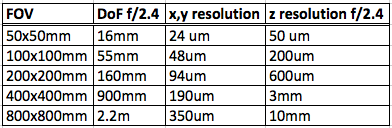 FOV DoF f/2.4 x,y resolution z resolution f/2.4
50x50mm 16mm 24 um 50 um
100x100mm 55mm 48um 200um
200x200mm 160mm 94um 600um
400x400mm 900mm 190um 3mm
800x800mm 2.2m 350um 10mm